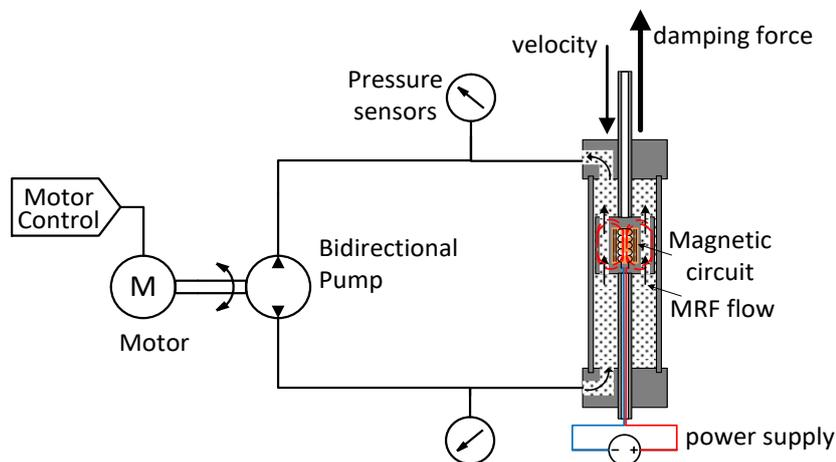 velocity
damping force
Pressure
sensors
Motor
Control
Bidirectional
Pump
M
Motor
Magnetic
circuit
MRF flow
power supply
- +